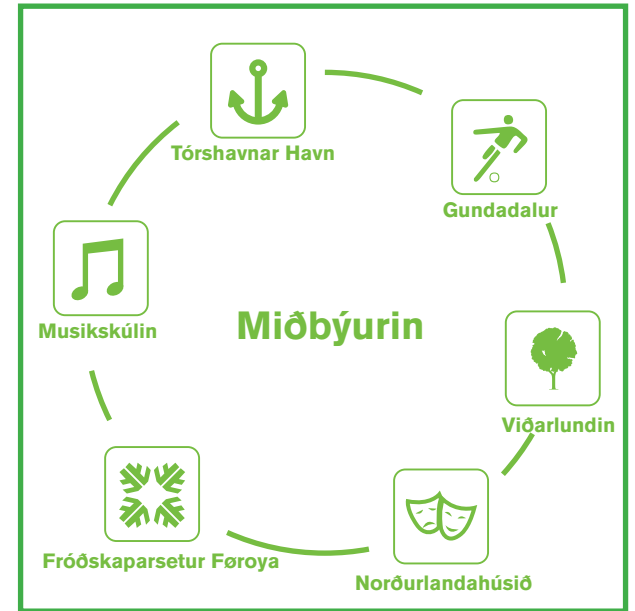 Tórshavnar Havn
Gundadalur
Musikskúlin
Miðbýurin
Viðarlundin
Fróðskaparsetur Føroya
Norðurlandahúsið